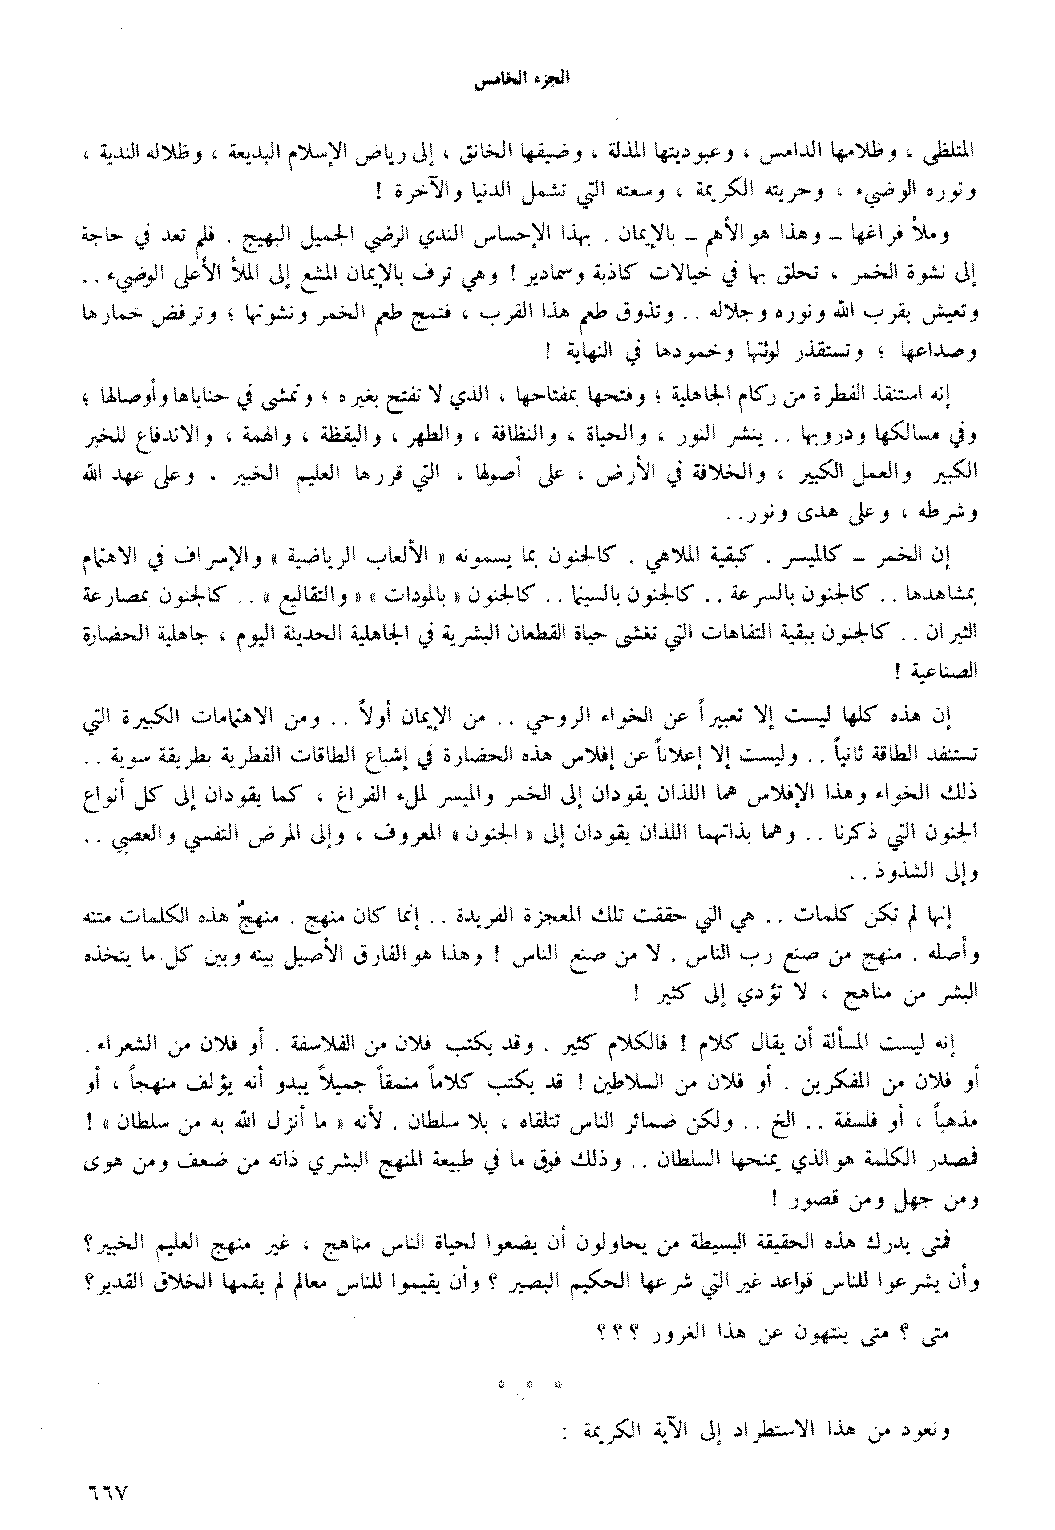 الجزء الخامس
المتلظى ، وظلامها الدامس ، وعبوديتها المذلة ، وضيقها الخانق ، إلى رياض الإسلام البديعة ، وظلاله الندية ،
ونوره الوضيء ، وحريته الكريمة ، وسعته التي تشمل الدنيا والآخرة !
وملأ فراغها – وهذا هو الأهم – بالإيمان . بهذا الإحساس الندي الرضي الجميل البهيج . فلم تعد في حاجة
إلى نشوة الخمر ، تحلق بها في خيالات كاذبة وسمادير ! وهي ترف بالإيمان المشع إلى الملأ الأعلى الوضيء ..
وتعيش بقرب الله ونوره وجلاله .. وتذوق طعم هذا القرب ، فتمج طعم الخمر ونشوتها ؛ وترفض خمارها
وصداعها ؛ وتستقذر لوثتها وخمودها في النهاية !
إنه استنقذ الفطرة من ركام الجاهلية ؛ وفتحها بمفتاحها ، الذي لا تفتح بغيره ؛ وتمشى في حناياها وأوصالها ؛
وفي مسالكها ودروبها .. ينشر النور ، والحياة ، والنظافة ، والطهر ، واليقظة ، والهمة ، والاندفاع للخير
الكبير والعمل الكبير ، والخلافة في الأرض ، على أصولها ، التي قررها العليم الخبير . وعلى عهد الله
وشرطه ، وعلى هدى ونور..
إن الخمر – كالميسر . كبقية الملاهي . كالجنون بما يسمونه « الألعاب الرياضية » والإسراف في الاهتمام
بمشاهدها .. كالجنون بالسرعة .. كالجنون بالسينما .. كالجنون « بالمودات » « والتقاليع » .. كالجنون بمصارعة
الثيران .. كالجنون ببقية التفاهات التي تغشى حياة القطعان البشرية في الجاهلية الحديثة اليوم ، جاهلية الحضارة
الصناعية !
إن هذه كلها ليست إلا تعبيراً عن الخواء الروحي .. من الإيمان أولاً .. ومن الاهتمامات الكبيرة التي
تستنفد الطاقة ثانياً .. وليست إلا إعلاناً عن إفلاس هذه الحضارة في إشباع الطاقات الفطرية بطريقة سوية ..
ذلك الخواء وهذا الإفلاس هما اللذان يقودان إلى الخمر والميسر لملء الفراغ ، كما يقودان إلى كل أنواع
الجنون التي ذكرنا .. وهما بذاتهما اللذان يقودان إلى « الجنون » المعروف ، وإلى المرض النفسي والعصبي ..
وإلى الشذوذ ..
إنها لم تكن كلمات .. هي التي حققت تلك المعجزة الفريدة .. إنما كان منهج . منهجٌ هذه الكلمات متنه
وأصله . منهج من صنع رب الناس . لا من صنع الناس ! وهذا هو الفارق الأصيل بينه وبين كل ما يتخذه
البشر من مناهج ، لا تؤدي إلى كثير !
إنه ليست المسألة أن يقال كلام ! فالكلام كثير . وقد يكتب فلان من الفلاسفة . أو فلان من الشعراء .
أو فلان من المفكرين . أو فلان من السلاطين ! قد يكتب كلاماً منمقاً جميلاً يبدو أنه يؤلف منهجاً ، أو
مذهباً ، أو فلسفة .. الخ .. ولكن ضمائر الناس تتلقاه ، بلا سلطان . لأنه « ما أنزل الله به من سلطان » !
فمصدر الكلمة هو الذي يمنحها السلطان .. وذلك فوق ما في طبيعة المنهج البشري ذاته من ضعف ومن هوى
ومن جهل ومن قصور !
فمتى يدرك هذه الحقيقة البسيطة من يحاولون أن يضعوا لحياة الناس مناهج ، غير منهج العليم الخبير؟
وأن يشرعوا للناس قواعد غير التي شرعها الحكيم البصير ؟ وأن يقيموا للناس معالم لم يقمها الخلاق القدير؟
متى ؟ متى ينتهون عن هذا الغرور ؟؟؟
* * *
ونعود من هذا الاستطراد إلى الآية الكريمة :
٦٦٧